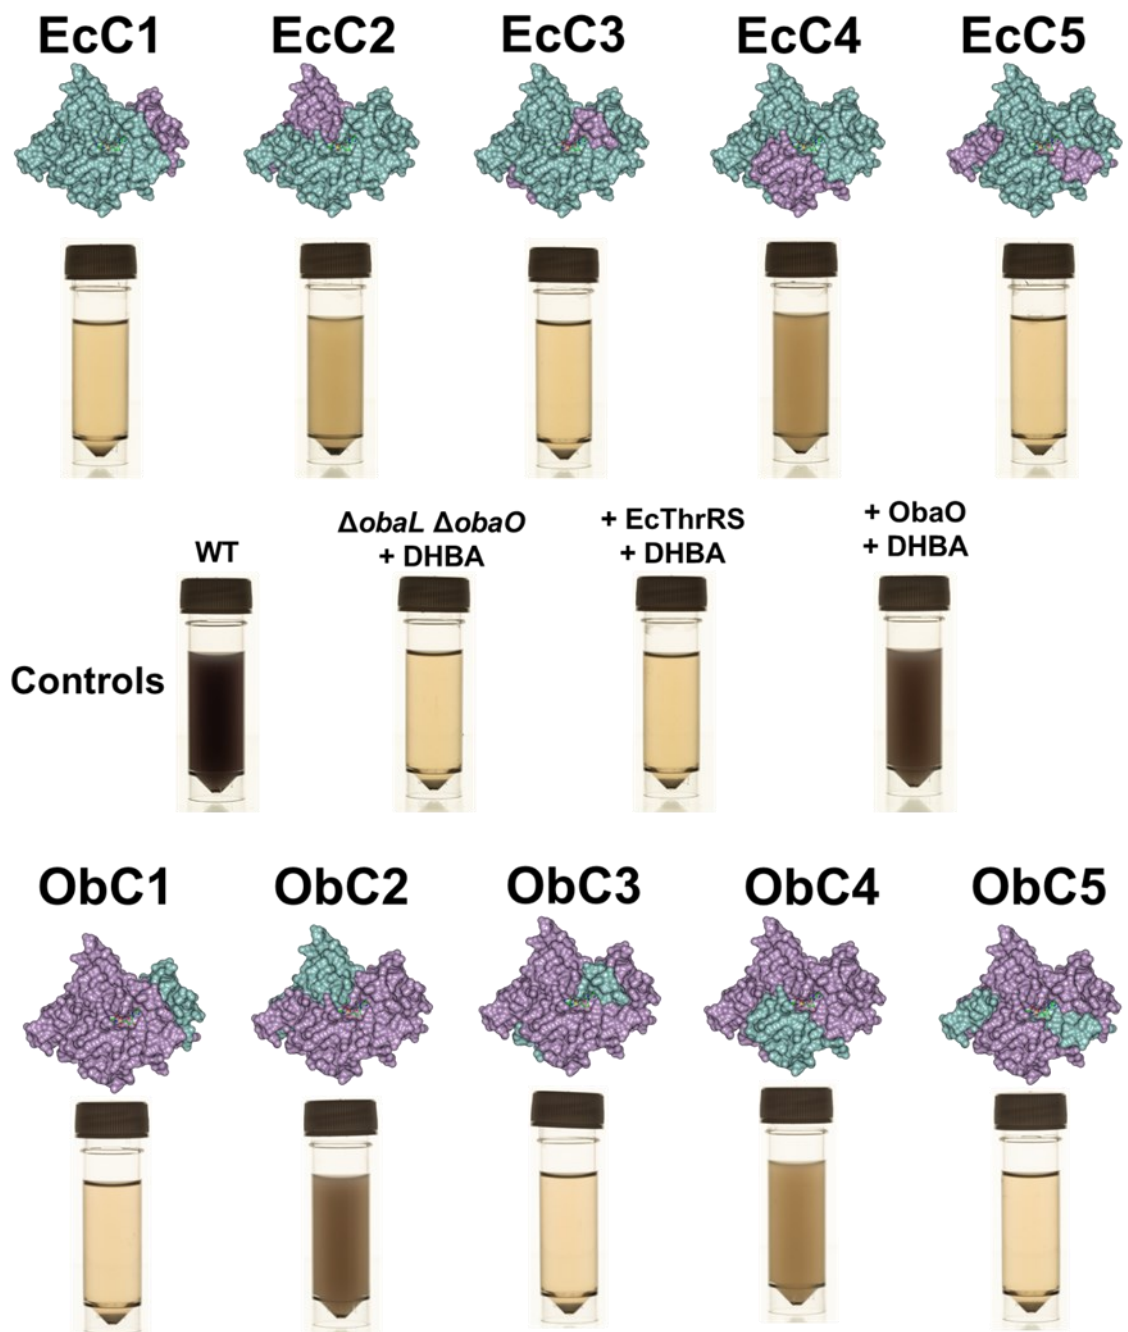 EcC1 EcC2 EcC3 EcC4 EcC5
WT
ΔobaL ΔobaO
+ DHBA
+ EcThrRS
+ DHBA
+ ObaO
+ DHBA
Controls
ObC1 ObC2 ObC3 ObC4 ObC5